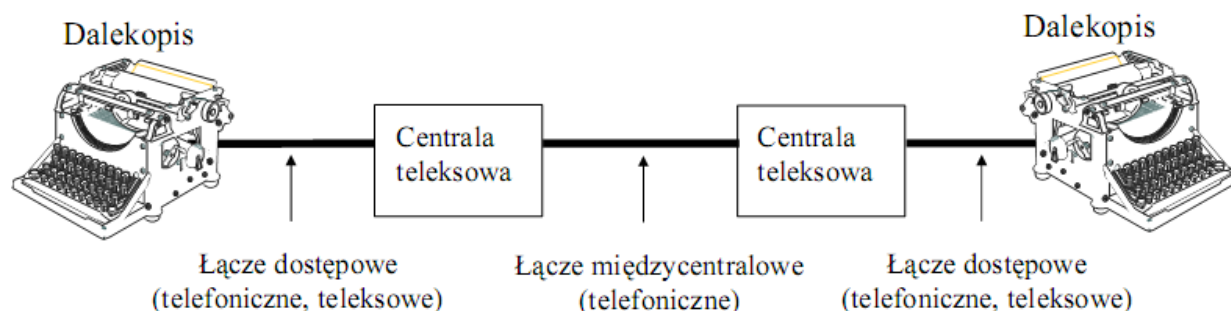 Dalekopis
Dalekopis
Centrala
teleksowa
Centrala
teleksowa
Łącze dostępowe
(telefoniczne, teleksowe)
Łącze międzycentralowe
(telefoniczne)
Łącze dostępowe
(telefoniczne, teleksowe)